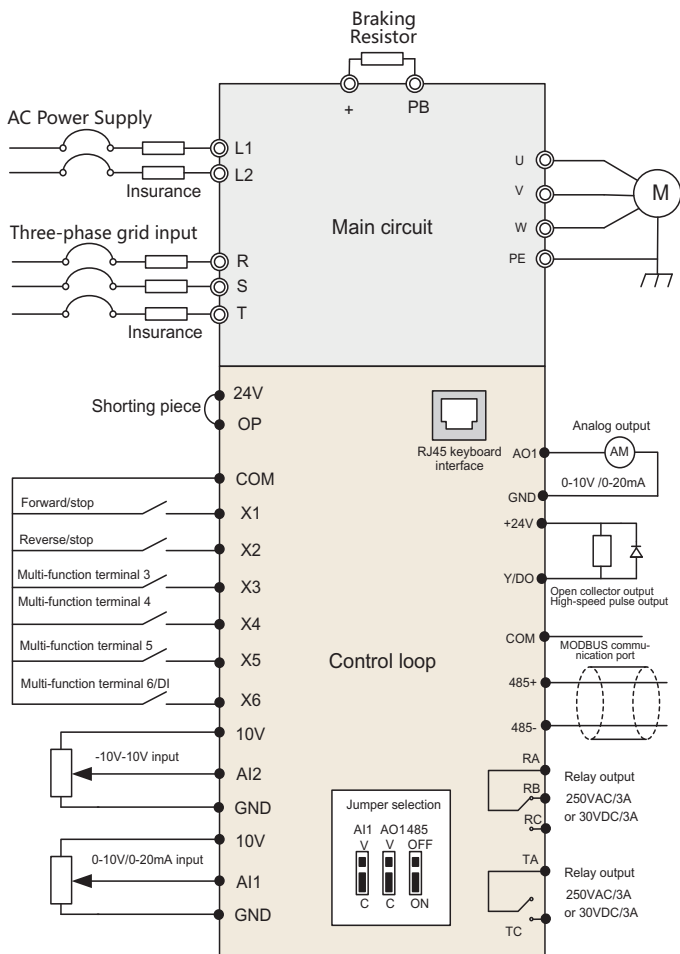 Braking
Resistor
+ PB
AC Power Supply
L1
L2
Insurance
Three-phase grid input
R
S
T
Insurance
Main circuit
U
V
W
PE
M
24V
Shorting piece
OP
RJ45 keyboard
interface
COM
Forward/stop
X1
Reverse/stop
X2
Multi-function terminal 3
X3
Multi-function terminal 4
X4
Multi-function terminal 5
X5
Multi-function terminal 6/DI
X6
10V
-10V-10V input
AI2
GND
10V
0-10V/0-20mA input
AI1
GND
Control loop
Jumper selection
AI1 AO1 485
V V OFF
C C ON
Analog output
AO1
AM
0-10V /0-20mA
GND
+24V
Y/DO
Open collector output
High-speed pulse output
COM
MODBUS commu-
nication port
485+
485-
RA
Relay output
RB
250VAC/3A
or 30VDC/3A
RC
TA
Relay output
250VAC/3A
or 30VDC/3A
TC